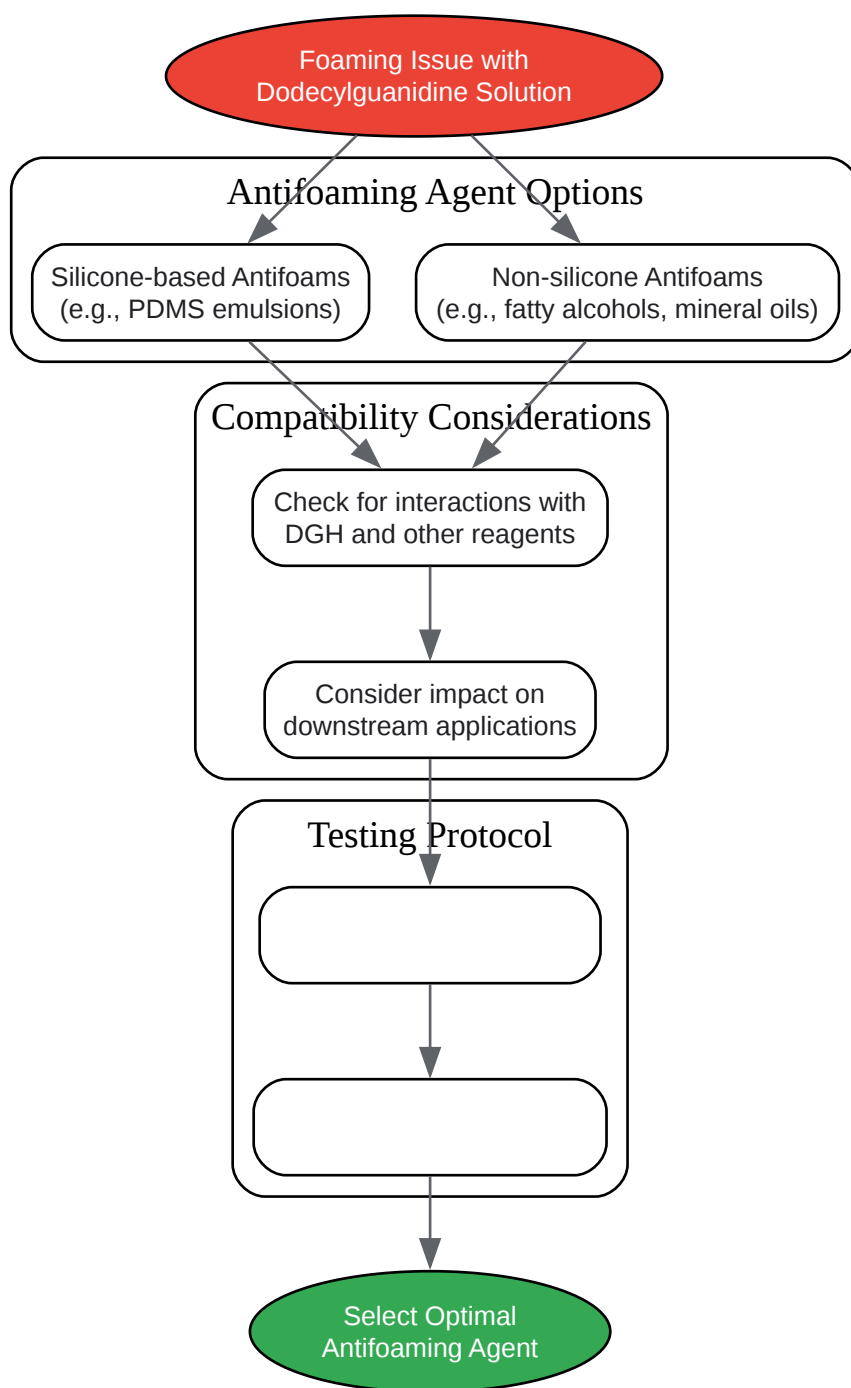 Foaming Issue with
Dodecylguanidine Solution
Antifoaming Agent Options
Silicone-based Antifoams
(e.g., PDMS emulsions)
Non-silicone Antifoams
(e.g., fatty alcohols, mineral oils)
Compatibility Considerations
Check for interactions with
DGH and other reagents
Consider impact on
downstream applications
Testing Protocol
Select Optimal
Antifoaming Agent